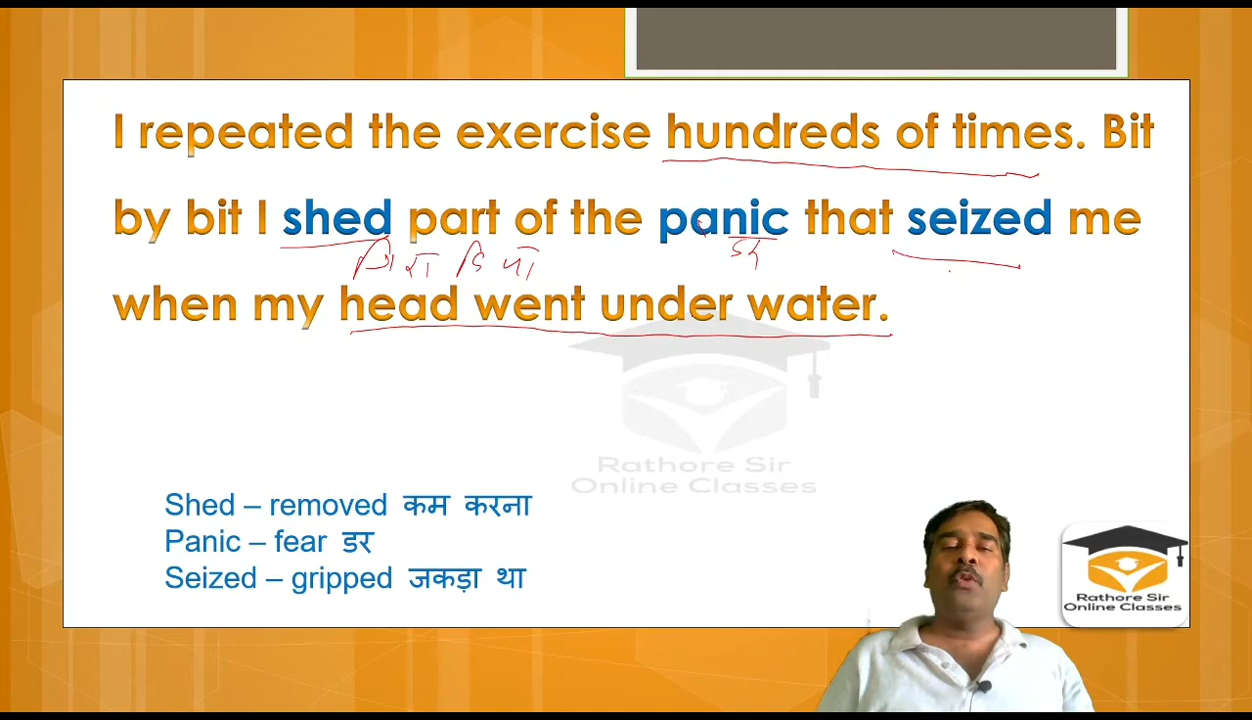 I repeated the exercise hundreds of times. Bit
by bit I shed part of the panic that seized me
गिरा दिया डर
when my head went under water.
Rathore Sir
Online Classes
Shed – removed कम करना
Panic – fear डर
Seized – gripped जकड़ा था
Rathore Sir
Online Classes